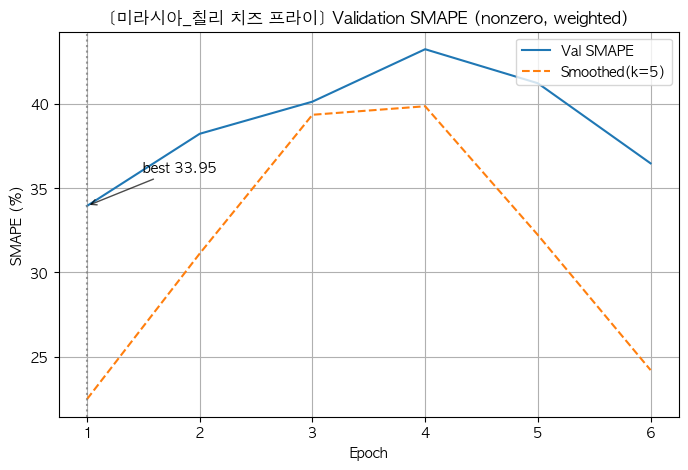 [미라시아_칠리 치즈 프라이] Validation SMAPE (nonzero, weighted)
Val SMAPE
Smoothed(k=5)
best 33.95
SMAPE (%)
40
35
30
25
1 2 3 4 5 6
Epoch